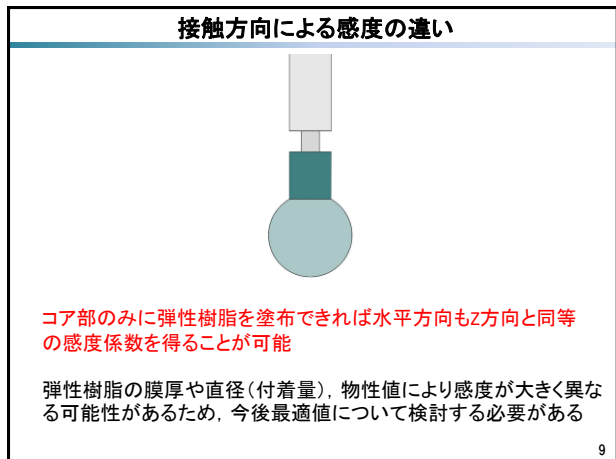 接触方向による感度の違い
コア部のみに弾性樹脂を塗布できれば水平方向もZ方向と同等
の感度係数を得ることが可能
弾性樹脂の膜厚や直径(付着量), 物性値により感度が大きく異な
る可能性があるため, 今後最適値について検討する必要がある
9